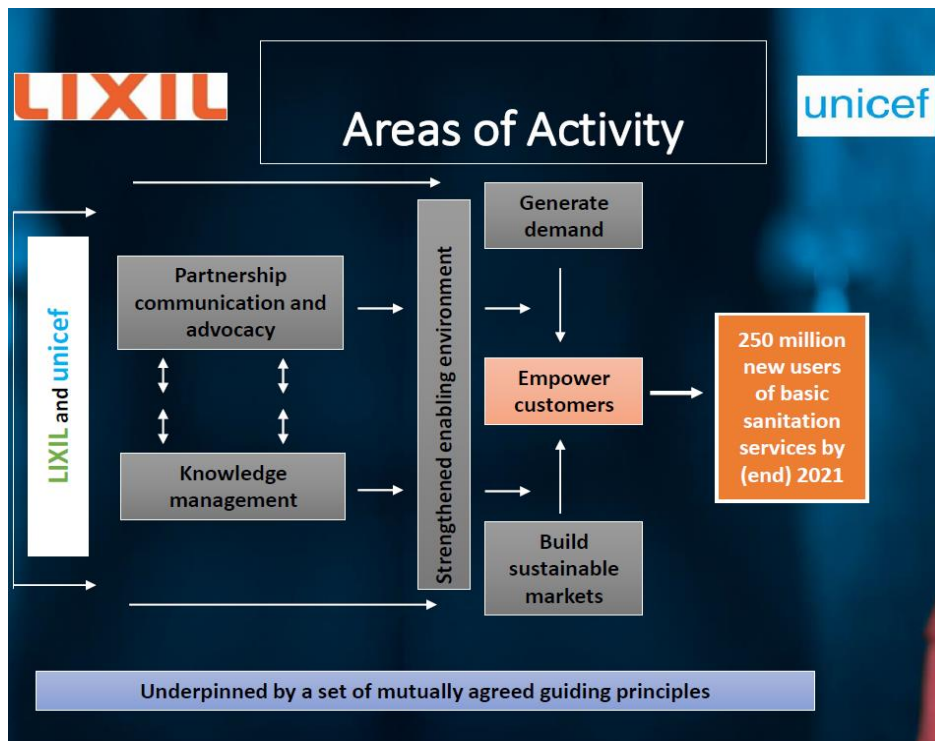 LIXIL
Areas of Activity
unicef
LIXIL and unicef
Partnership
communication and
advocacy
Knowledge
management
Strengthened enabling environment
Generate
demand
Empower
customers
Build
sustainable
markets
250 million
new users
of basic
sanitation
services by
(end) 2021
Underpinned by a set of mutually agreed guiding principles